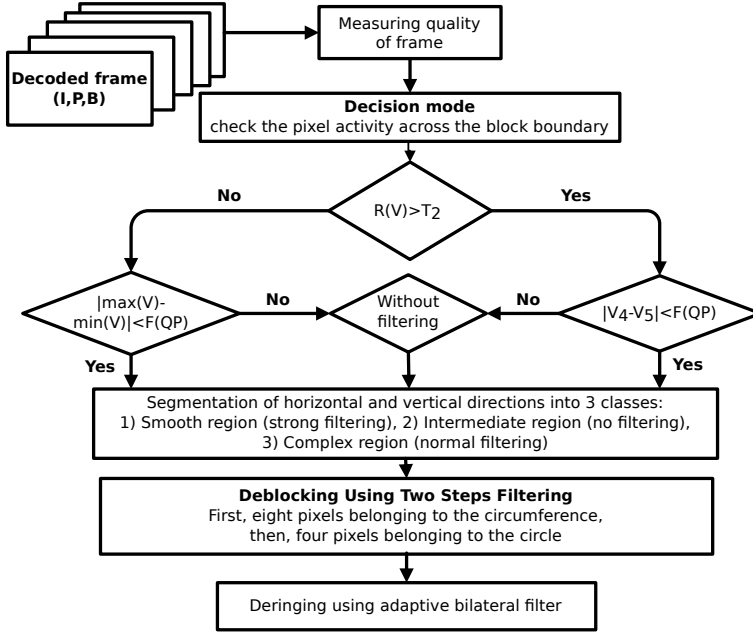 Decoded frame
(I,P,B)
Measuring quality
of frame
Decision mode
check the pixel activity across the block boundary
No
R(V)>T2
Yes
|max(V)-
min(V)|<F(QP)
No
Without
filtering
No
|V4-V5|<F(QP)
Yes
Yes
Segmentation of horizontal and vertical directions into 3 classes:
1) Smooth region (strong filtering), 2) Intermediate region (no filtering),
3) Complex region (normal filtering)
Deblocking Using Two Steps Filtering
First, eight pixels belonging to the circumference,
then, four pixels belonging to the circle
Deringing using adaptive bilateral filter